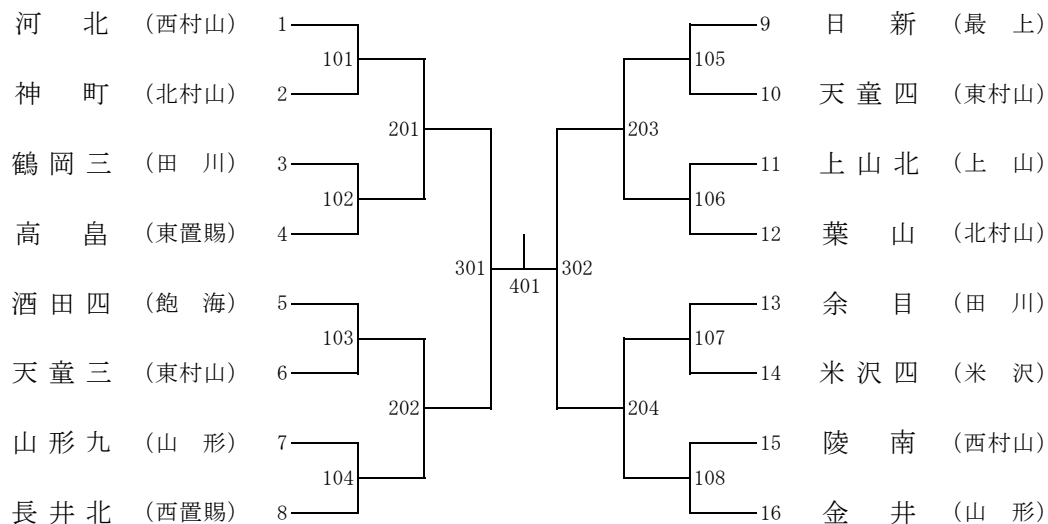 河北 (西村山) 1
101
神町 (北村山) 2
201
鶴岡三 (田川) 3
102
高畠 (東置賜) 4
301
酒田四 (飽海) 5
103
天童三 (東村山) 6
202
山形九 (山形) 7
104
長井北 (西置賜) 8
401
9 日新 (最上)
105
10 天童四 (東村山)
203
11 上山北 (上山)
106
12 葉山 (北村山)
302
13 余目 (田川)
107
14 米沢四 (米沢)
204
15 陵南 (西村山)
108
16 金井 (山形)